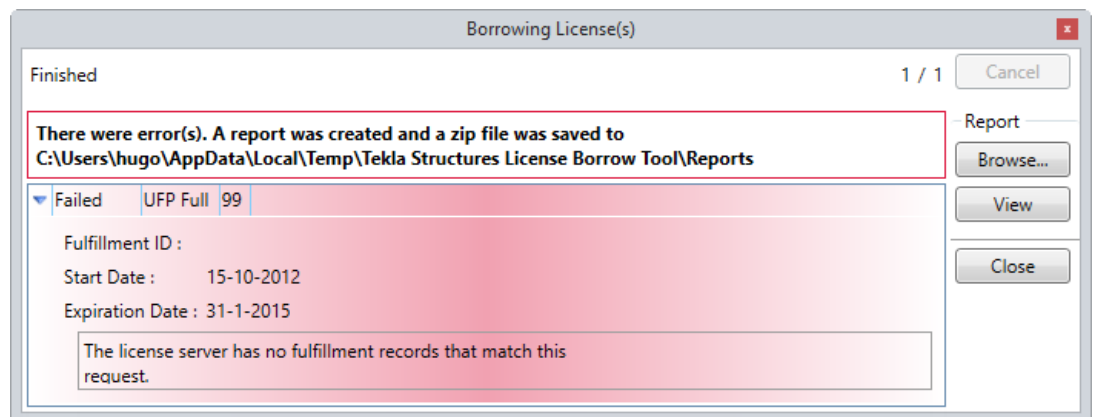 Borrowing License(s)
x
Finished 1 / 1 Cancel
There were error(s). A report was created and a zip file was saved to
C:\Users\hugo\AppData\Local\Temp\Tekla Structures License Borrow Tool\Reports
Report
Browse...
Failed UFP Full 99
View
Fulfillment ID :
Start Date : 15-10-2012
Close
Expiration Date : 31-1-2015
The license server has no fulfillment records that match this
request.